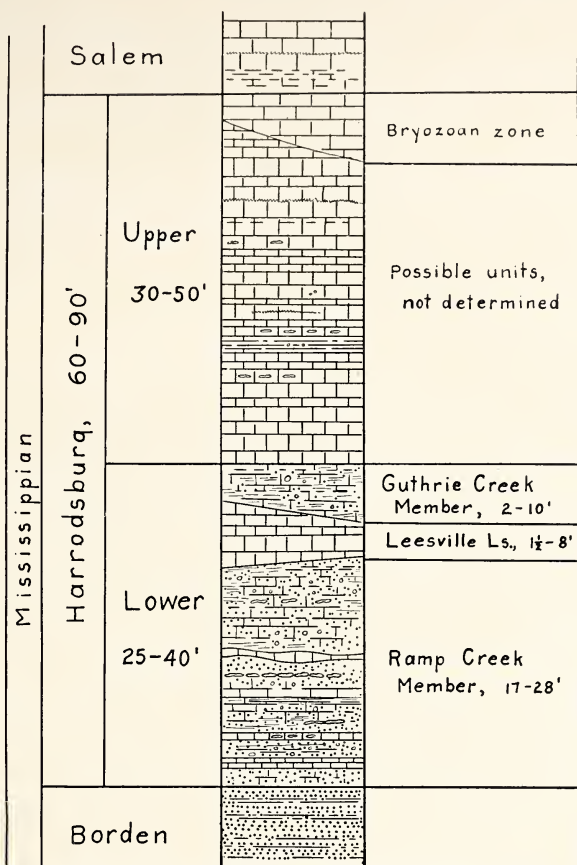 Mississippian
Harrodsburg, 60-90'
Salem
Upper
30-50'
Lower
25-40'
Borden
Bryozoan zone
Possible units,
not determined
Guthrie Creek
Member, 2-10'
Leesville Ls., 1½-8'
Ramp Creek
Member, 17-28'